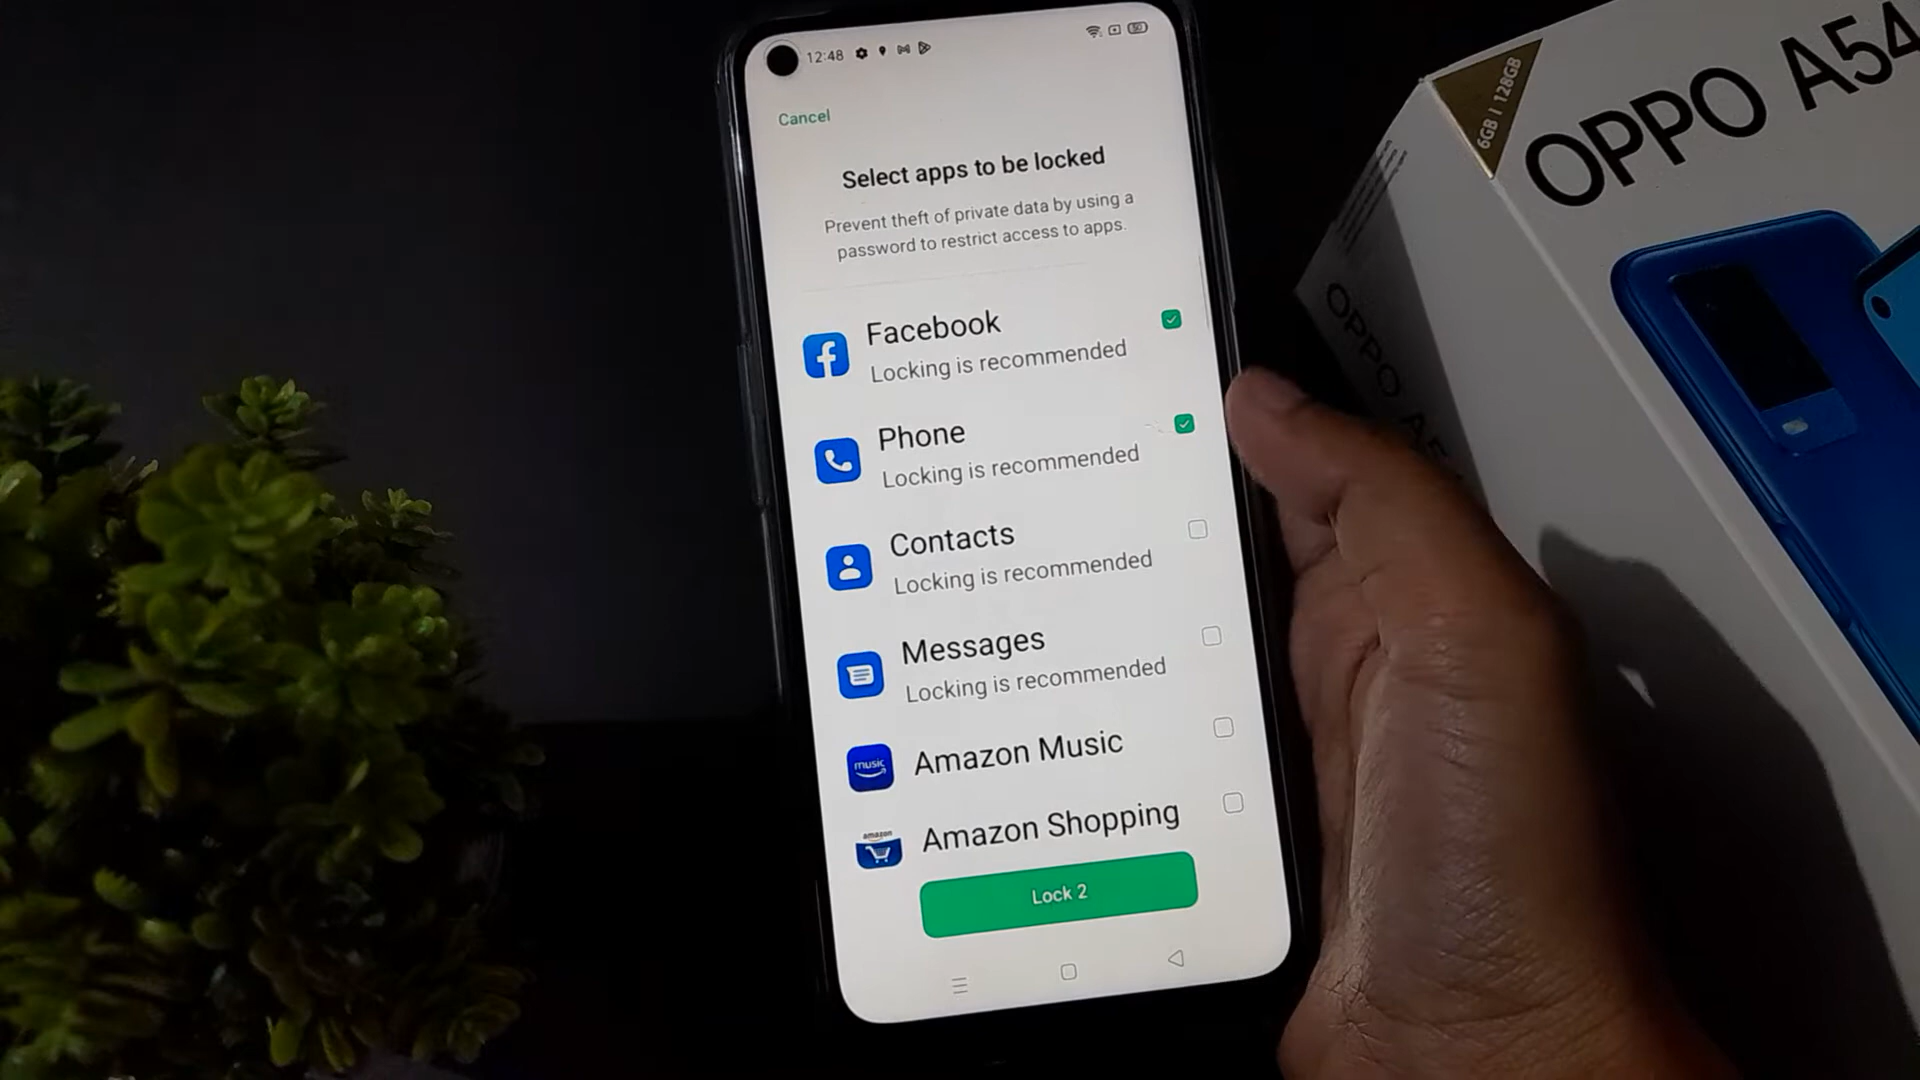 12:48
Cancel
Select apps to be locked
Prevent theft of private data by using a
password to restrict access to apps.
Facebook
Locking is recommended
Phone
Locking is recommended
Contacts
Locking is recommended
Messages
Locking is recommended
music
Amazon Music
amazon
Amazon Shopping
Lock 2
6GB | 128GB
OPPO A54
OPPO A54